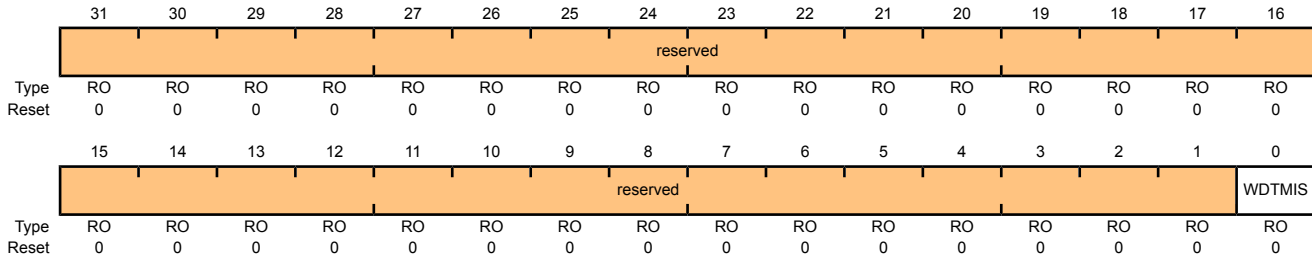 31 30 29 28 27 26 25 24 23 22 21 20 19 18 17 16
reserved
Type RO RO RO RO RO RO RO RO RO RO RO RO RO RO RO RO
Reset 0 0 0 0 0 0 0 0 0 0 0 0 0 0 0 0
15 14 13 12 11 10 9 8 7 6 5 4 3 2 1 0
reserved WDTMIS
Type RO RO RO RO RO RO RO RO RO RO RO RO RO RO RO RO
Reset 0 0 0 0 0 0 0 0 0 0 0 0 0 0 0 0